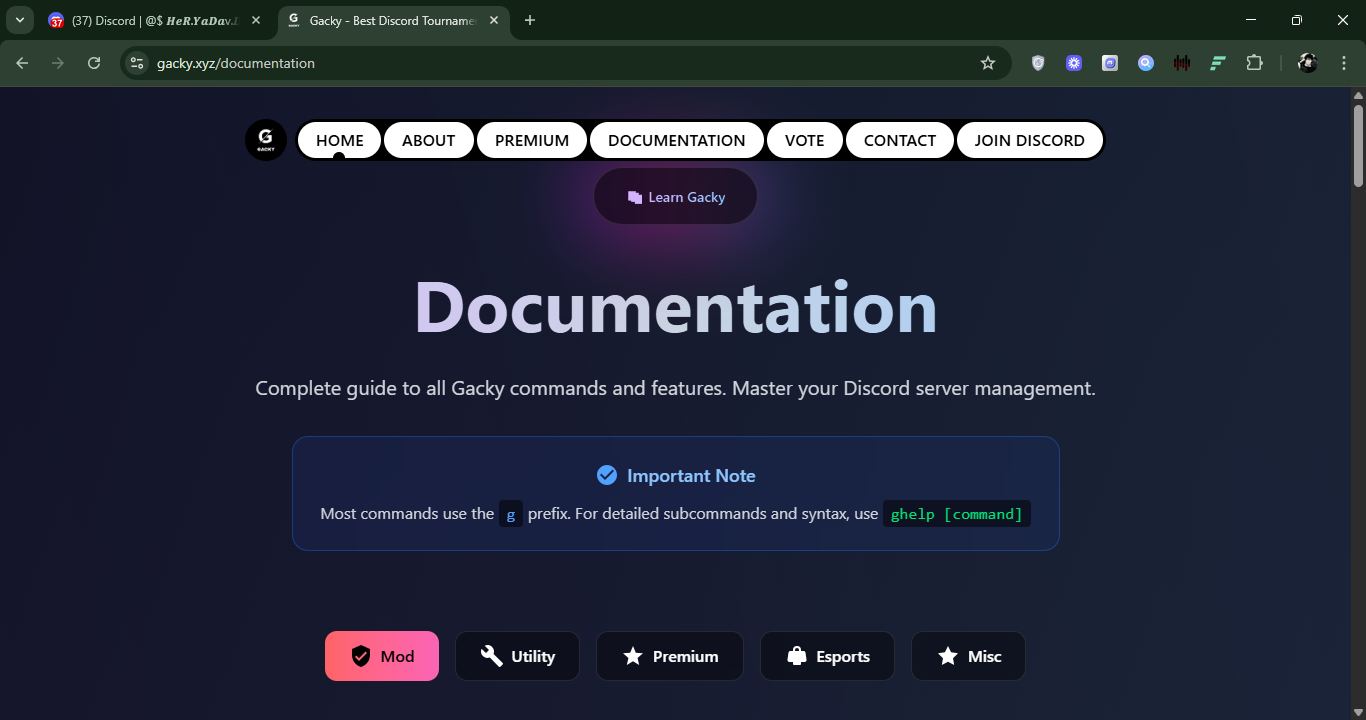 (37) Discord | @$ 𝑯𝒆𝑹.𝒀𝒂𝑫𝒂𝒗.
Gacky - Best Discord Tourname
gacky.xyz/documentation
GACKY
HOME
ABOUT
PREMIUM
DOCUMENTATION
VOTE
CONTACT
JOIN DISCORD
Learn Gacky
Documentation
Complete guide to all Gacky commands and features. Master your Discord server management.
Important Note
Most commands use the g prefix. For detailed subcommands and syntax, use ghelp [command]
Mod
Utility
Premium
Esports
Misc